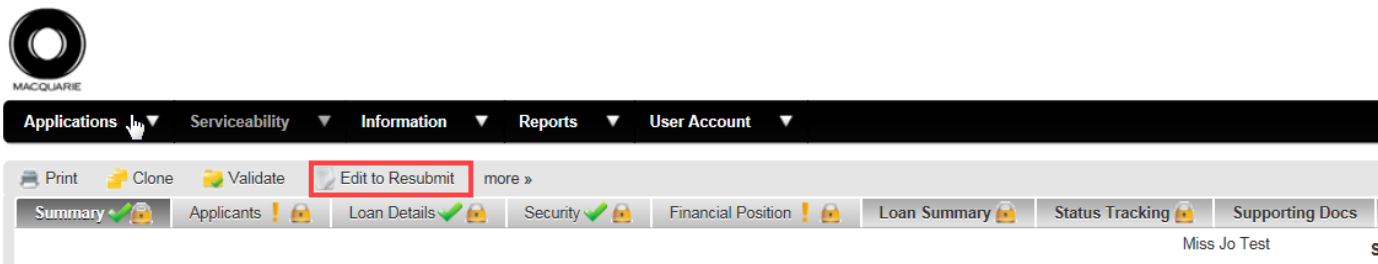 MACQUARIE
Applications Serviceability Information Reports User Account
Print Clone Validate Edit to Resubmit more »
Summary Applicants ! Loan Details Security Financial Position ! Loan Summary Status Tracking Supporting Docs
Miss Jo Test